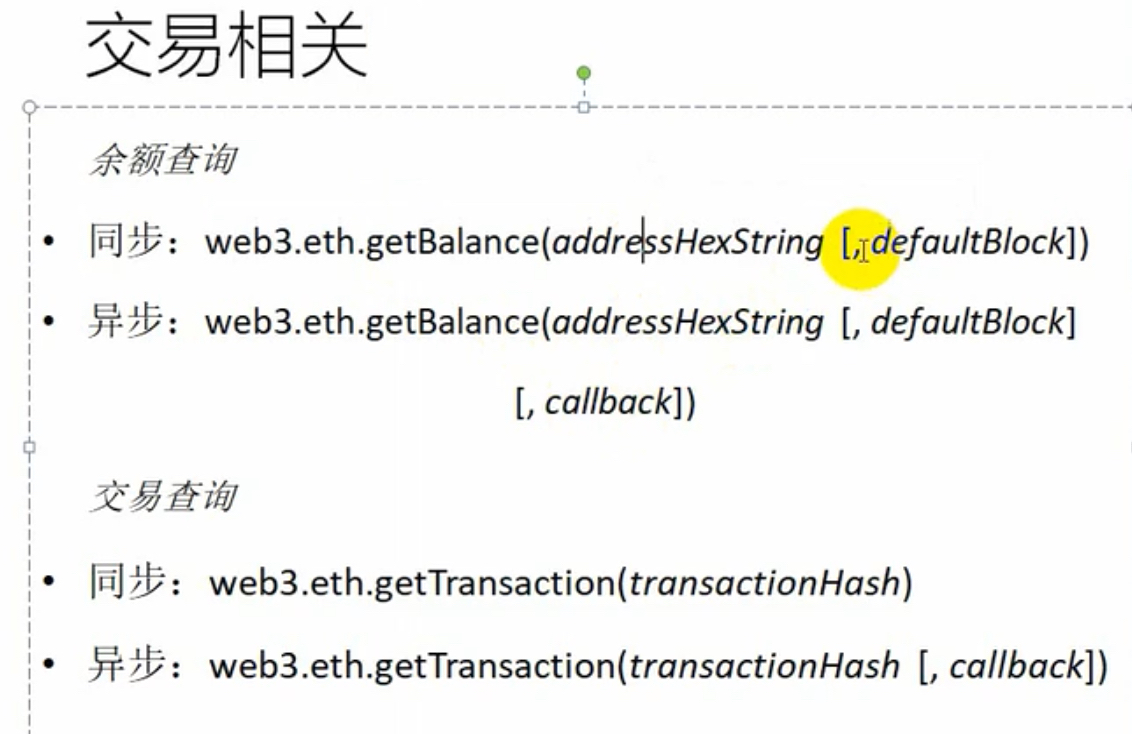 交易相关
余额查询
• 同步：web3.eth.getBalance(addressHexString [, defaultBlock])
• 异步：web3.eth.getBalance(addressHexString [, defaultBlock]
[, callback])
交易查询
• 同步：web3.eth.getTransaction(transactionHash)
• 异步：web3.eth.getTransaction(transactionHash [, callback])